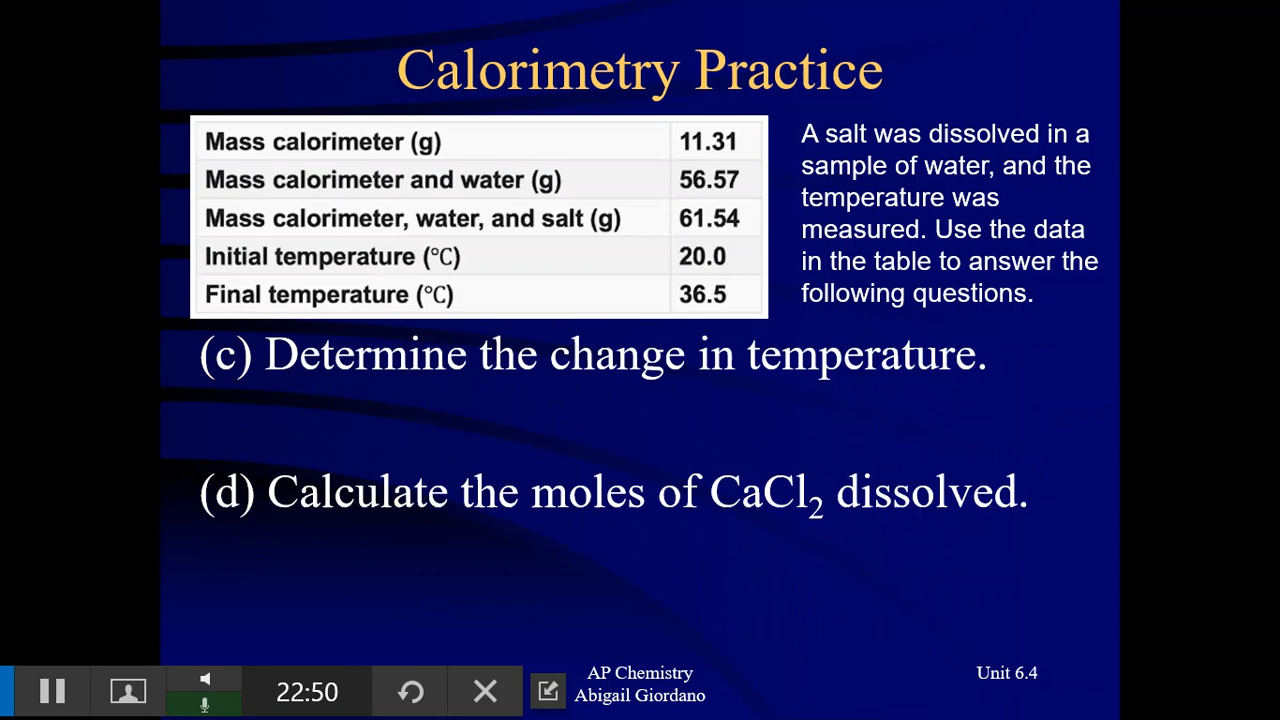 Calorimetry Practice
Mass calorimeter (g) 11.31
Mass calorimeter and water (g) 56.57
Mass calorimeter, water, and salt (g) 61.54
Initial temperature (℃) 20.0
Final temperature (℃) 36.5
A salt was dissolved in a
sample of water, and the
temperature was
measured. Use the data
in the table to answer the
following questions.
(c) Determine the change in temperature.
(d) Calculate the moles of CaCl₂ dissolved.
22:50
AP Chemistry
Abigail Giordano
Unit 6.4